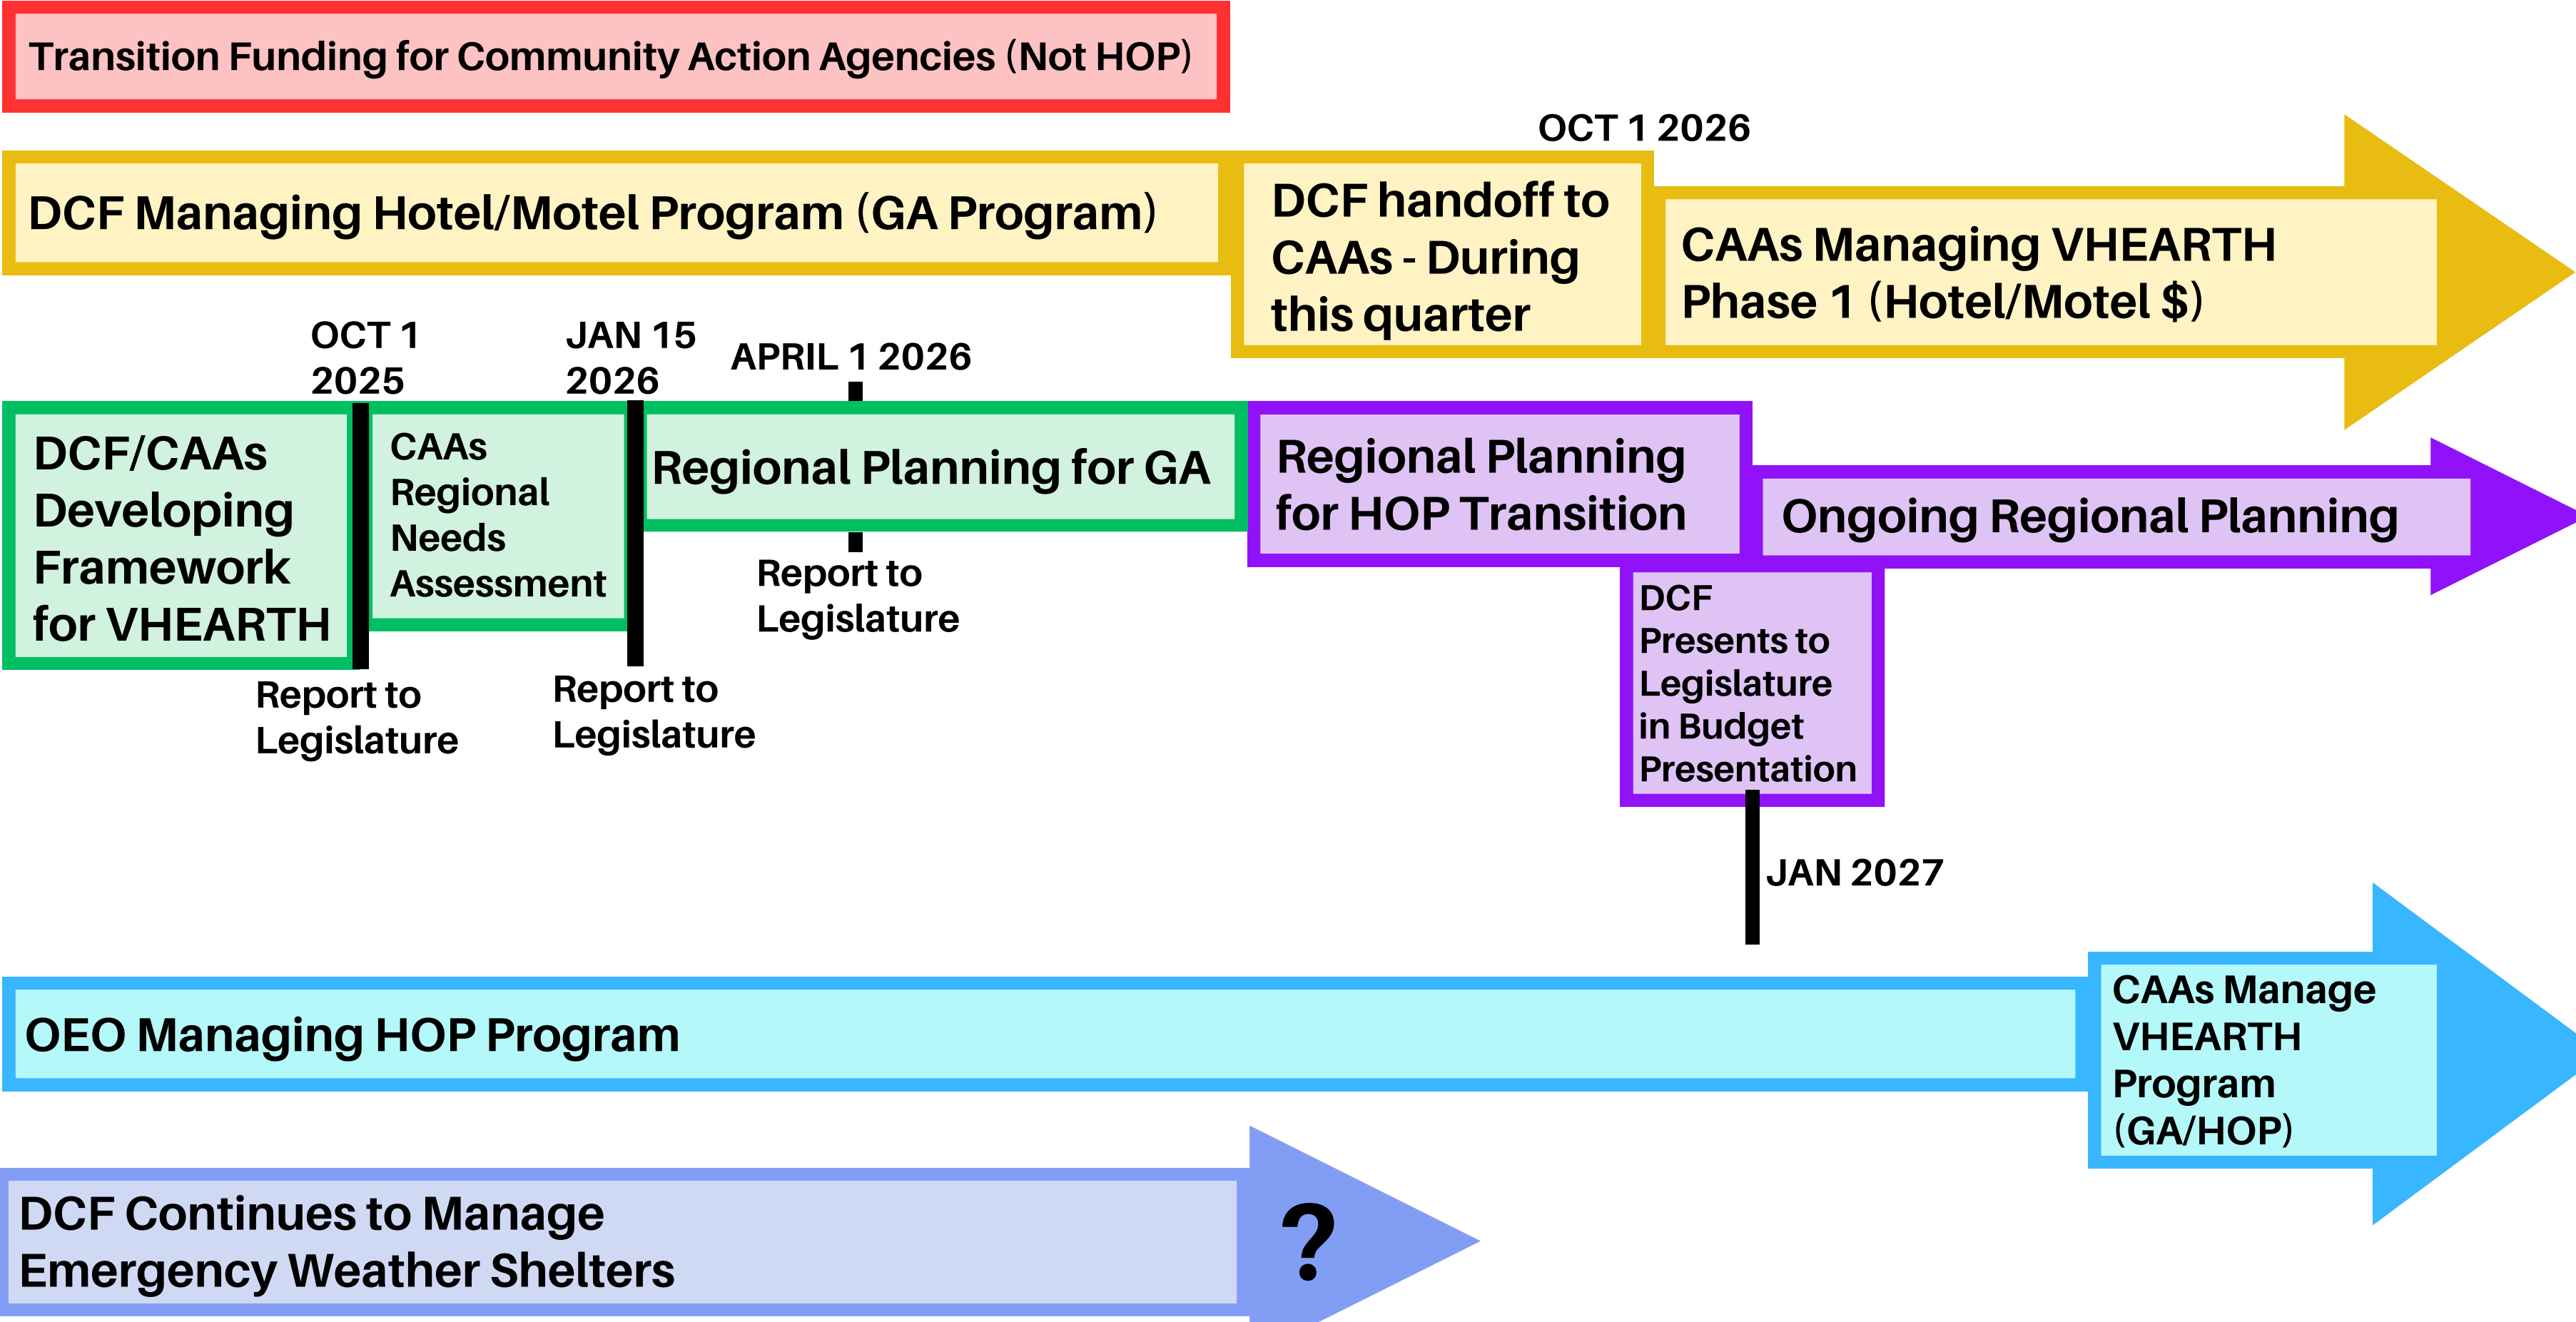 Transition Funding for Community Action Agencies (Not HOP)
OCT 1 2026
DCF Managing Hotel/Motel Program (GA Program)
DCF handoff to
CAAs - During
this quarter
CAAs Managing VHEARTH
Phase 1 (Hotel/Motel $)
OCT 1
2025
JAN 15
2026
APRIL 1 2026
DCF/CAAs
Developing
Framework
for VHEARTH
CAAs
Regional
Needs
Assessment
Regional Planning for GA
Regional Planning
for HOP Transition
Ongoing Regional Planning
Report to
Legislature
Report to
Legislature
Report to
Legislature
DCF
Presents to
Legislature
in Budget
Presentation
JAN 2027
OEO Managing HOP Program
CAAs Manage
VHEARTH
Program
(GA/HOP)
DCF Continues to Manage
Emergency Weather Shelters
?